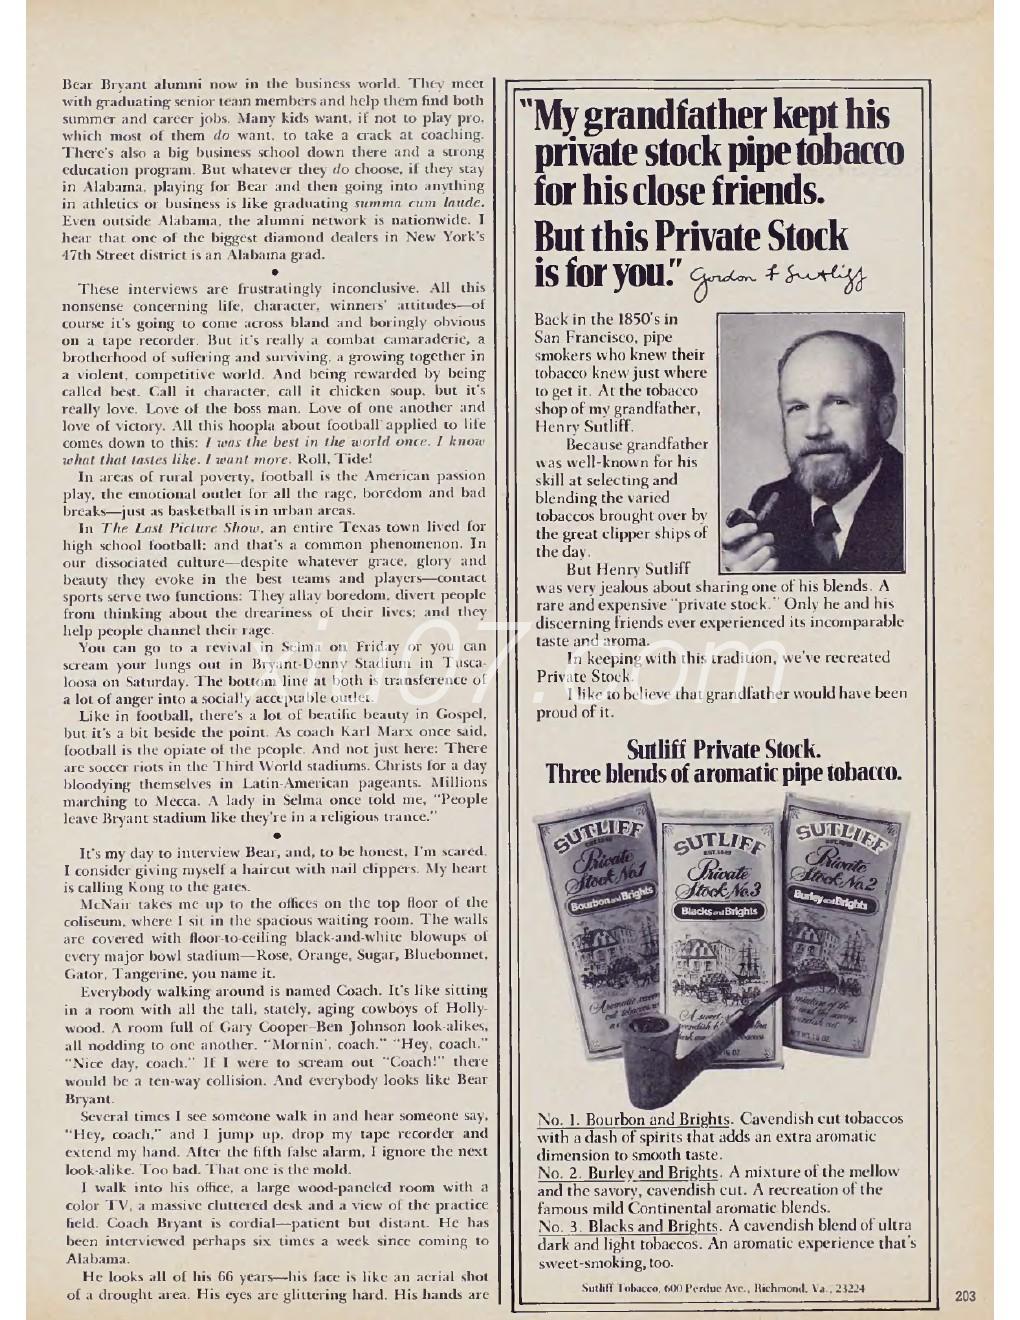 Bear Bryant alumni now in the business world. They meet
with graduating senior team members and help them find both
summer and career jobs. Many kids want, if not to play pro,
which most of them do want, to take a crack at coaching.
There's also a big business school down there and a strong
education program. But whatever they do choose, if they stay
in Alabama, playing for Bear and then going into anything
in athletics or business is like graduating summa cum laude.
Even outside Alabama, the alumni network is nationwide. I
hear that one of the biggest diamond dealers in New York's
47th Street district is an Alabama grad.
●
These interviews are frustratingly inconclusive. All this
nonsense concerning life, character, winners' attitudes—of
course it's going to come across bland and boringly obvious
on a tape recorder. But it's really a combat camaraderie, a
brotherhood of suffering and surviving, a growing together in
a violent, competitive world. And being rewarded by being
called best. Call it character, call it chicken soup, but it's
really love. Love of the boss man. Love of one another and
love of victory. All this hoopla about football applied to life
comes down to this: I was the best in the world once. I know
what that tastes like. I want more. Roll, Tide!
In areas of rural poverty, football is the American passion
play, the emotional outlet for all the rage, boredom and bad
breaks—just as basketball is in urban areas.
In The Last Picture Show, an entire Texas town lived for
high school football; and that's a common phenomenon. In
our dissociated culture—despite whatever grace, glory and
beauty they evoke in the best teams and players—contact
sports serve two functions: They allay boredom, divert people
from thinking about the dreariness of their lives; and they
help people channel their rage.
You can go to a revival in Selma on Friday or you can
scream your lungs out in Bryant-Denny Stadium in Tusca-
loosa on Saturday. The bottom line at both is transference of
a lot of anger into a socially acceptable outlet.
Like in football, there's a lot of beatific beauty in Gospel,
but it's a bit beside the point. As coach Karl Marx once said,
football is the opiate of the people. And not just here: There
are soccer riots in the Third World stadiums. Christs for a day
bloodying themselves in Latin-American pageants. Millions
marching to Mecca. A lady in Selma once told me, "People
leave Bryant stadium like they're in a religious trance."
●
It's my day to interview Bear, and, to be honest, I'm scared.
I consider giving myself a haircut with nail clippers. My heart
is calling Kong to the gates.
McNair takes me up to the offices on the top floor of the
coliseum, where I sit in the spacious waiting room. The walls
are covered with floor-to-ceiling black-and-white blowups of
every major bowl stadium—Rose, Orange, Sugar, Bluebonnet,
Gator, Tangerine, you name it.
Everybody walking around is named Coach. It's like sitting
in a room with all the tall, stately, aging cowboys of Holly-
wood. A room full of Gary Cooper–Ben Johnson look-alikes,
all nodding to one another. "Mornin', coach." "Hey, coach."
"Nice day, coach." If I were to scream out "Coach!" there
would be a ten-way collision. And everybody looks like Bear
Bryant.
Several times I see someone walk in and hear someone say,
"Hey, coach," and I jump up, drop my tape recorder and
extend my hand. After the fifth false alarm, I ignore the next
look-alike. Too bad. That one is the mold.
I walk into his office, a large wood-paneled room with a
color TV, a massive cluttered desk and a view of the practice
field. Coach Bryant is cordial—patient but distant. He has
been interviewed perhaps six times a week since coming to
Alabama.
He looks all of his 66 years—his face is like an aerial shot
of a drought area. His eyes are glittering hard. His hands are
"My grandfather kept his
private stock pipe tobacco
for his close friends.
But this Private Stock
is for you." Gordon F Sutliff
Back in the 1850's in
San Francisco, pipe
smokers who knew their
tobacco knew just where
to get it. At the tobacco
shop of my grandfather,
Henry Sutliff.
Because grandfather
was well-known for his
skill at selecting and
blending the varied
tobaccos brought over by
the great clipper ships of
the day.
But Henry Sutliff
was very jealous about sharing one of his blends. A
rare and expensive "private stock." Only he and his
discerning friends ever experienced its incomparable
taste and aroma.
In keeping with this tradition, we've recreated
Private Stock.
I like to believe that grandfather would have been
proud of it.
Sutliff Private Stock.
Three blends of aromatic pipe tobacco.
SUTLIFF
Private
Stock No.1
Bourbon and Brights
SUTLIFF
EST. 1849
Private
Stock No.3
Blacks and Brights
SUTLIFF
Private
Stock No.2
Burley and Brights
No. 1. Bourbon and Brights. Cavendish cut tobaccos
with a dash of spirits that adds an extra aromatic
dimension to smooth taste.
No. 2. Burley and Brights. A mixture of the mellow
and the savory, cavendish cut. A recreation of the
famous mild Continental aromatic blends.
No. 3. Blacks and Brights. A cavendish blend of ultra
dark and light tobaccos. An aromatic experience that's
sweet-smoking, too.
Sutliff Tobacco, 600 Perdue Ave., Richmond, Va., 23224
203
xiu07.com